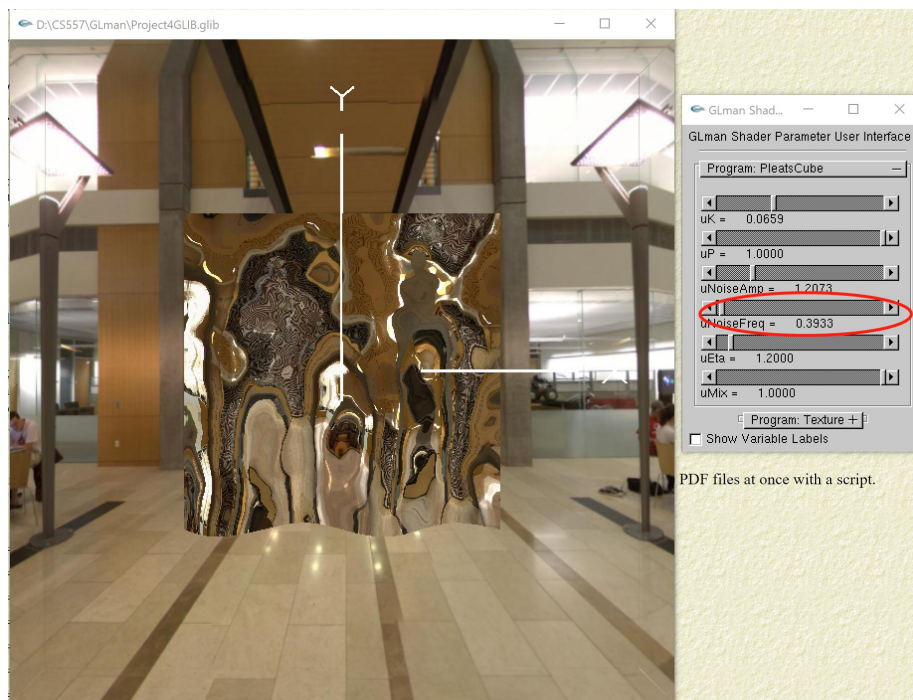 D:\CS557\GLman\Project4GLIB.glib
Y
X
GLman Shad...
GLman Shader Parameter User Interface
Program: PleatsCube
uK = 0.0659
uP = 1.0000
uNoiseAmp = 1.2073
uNoiseFreq = 0.3933
uEta = 1.2000
uMix = 1.0000
Program: Texture
Show Variable Labels
PDF files at once with a script.